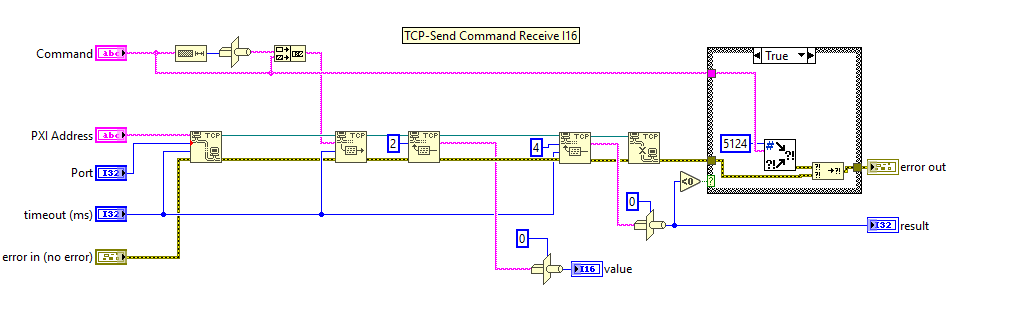 TCP-Send Command Receive I16
Command
abc
True
PXI Address
abc
TCP
TCP
2
TCP
4
TCP
TCP
5124
#
?!
?!
?!
?!
?!
→?!
Port
I32
<0
?
error out
timeout (ms)
I32
0
I32
result
0
error in (no error)
I16
value